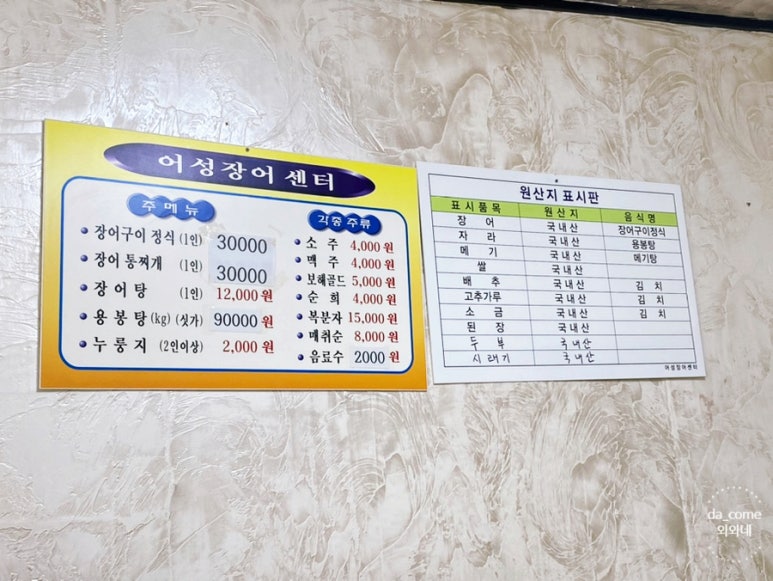 어성장어센터
주메뉴
장어구이 정식 (1인) 30000
장어 통찌개 (1인) 30000
장어탕 (1인) 12,000원
용봉탕 (kg) (싯가) 90000원
누룽지 (2인이상) 2,000원
각종주류
소주 4,000원
맥주 4,000원
보해골드 5,000원
순희 4,000원
복분자 15,000원
매취순 8,000원
음료수 2000원
원산지 표시판
표시품목 원산지 음식명
장어 국내산 장어구이정식
자라 국내산 용봉탕
메기 국내산 메기탕
쌀 국내산
배추 국내산 김치
고추가루 국내산 김치
소금 국내산 김치
된장 국내산
두부 국내산
시래기 국내산
어성장어센터
da_come
와와네